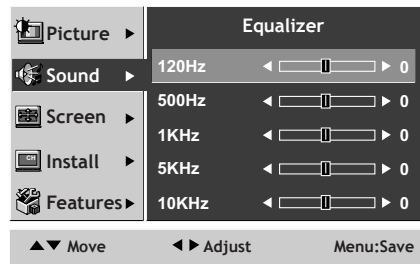 Picture
Sound
Screen
CH
Install
Features
Equalizer
120Hz 0
500Hz 0
1KHz 0
5KHz 0
10KHz 0
Move Adjust Menu:Save